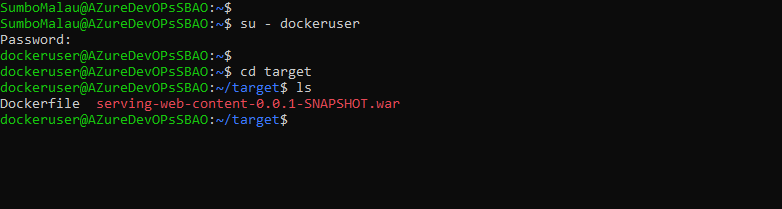 SumboMalau@AZureDevOPsSBAO:~$
SumboMalau@AZureDevOPsSBAO:~$ su - dockeruser
Password:
dockeruser@AZureDevOPsSBAO:~$
dockeruser@AZureDevOPsSBAO:~$ cd target
dockeruser@AZureDevOPsSBAO:~/target$ ls
Dockerfile  serving-web-content-0.0.1-SNAPSHOT.war
dockeruser@AZureDevOPsSBAO:~/target$